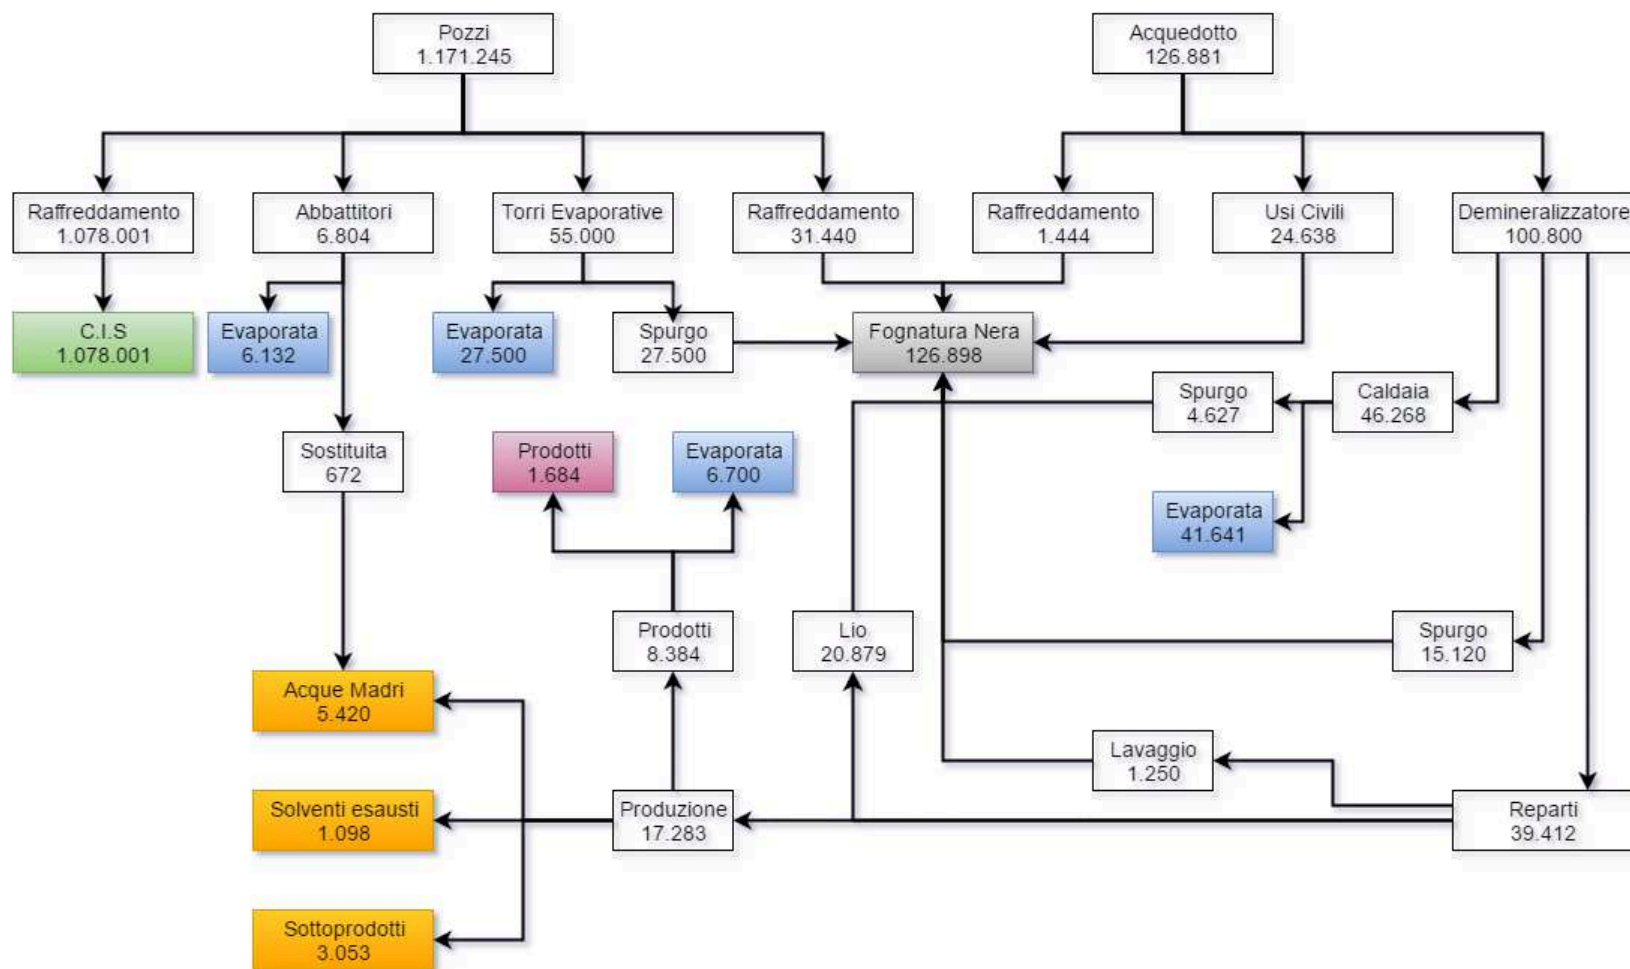 Pozzi
1.171.245
Acquedotto
126.881
Raffreddamento
1.078.001
Abbattitori
6.804
Torri Evaporative
55.000
Raffreddamento
31.440
Raffreddamento
1.444
Usi Civili
24.638
Demineralizzatore
100.800
C.I.S
1.078.001
Evaporata
6.132
Evaporata
27.500
Spurgo
27.500
Fognatura Nera
126.898
Spurgo
4.627
Caldaia
46.268
Sostituita
672
Prodotti
1.684
Evaporata
6.700
Evaporata
41.641
Prodotti
8.384
Lio
20.879
Spurgo
15.120
Acque Madri
5.420
Lavaggio
1.250
Solventi esausti
1.098
Produzione
17.283
Reparti
39.412
Sottoprodotti
3.053